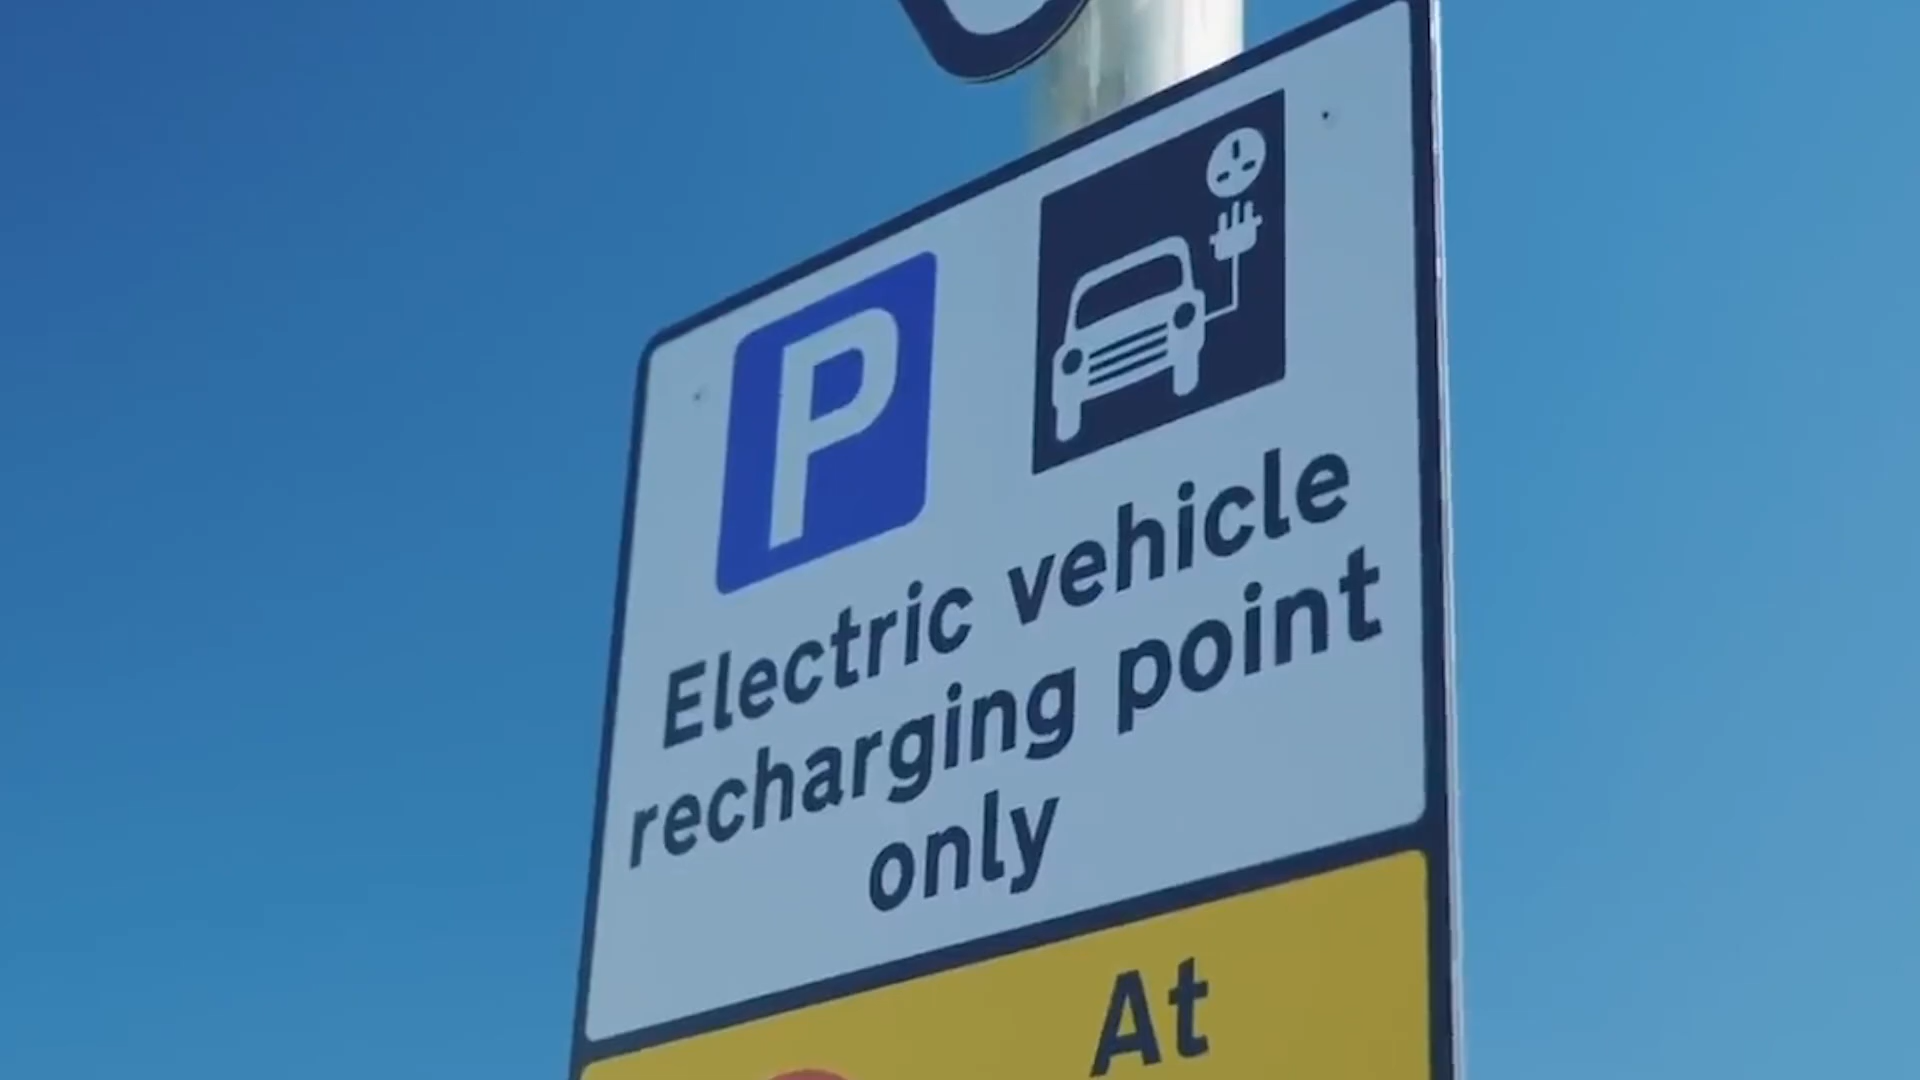 P
Electric vehicle
recharging point
only
At